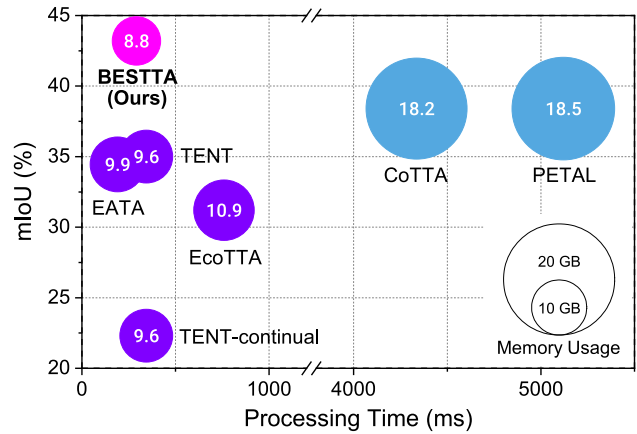 45
40
35
30
25
20
mIoU (%)
8.8
BESTTA
(Ours)
18.2
18.5
CoTTA
PETAL
9.9
9.6
TENT
EATA
10.9
EcoTTA
9.6
TENT-continual
20 GB
10 GB
Memory Usage
0
1000
4000
5000
Processing Time (ms)